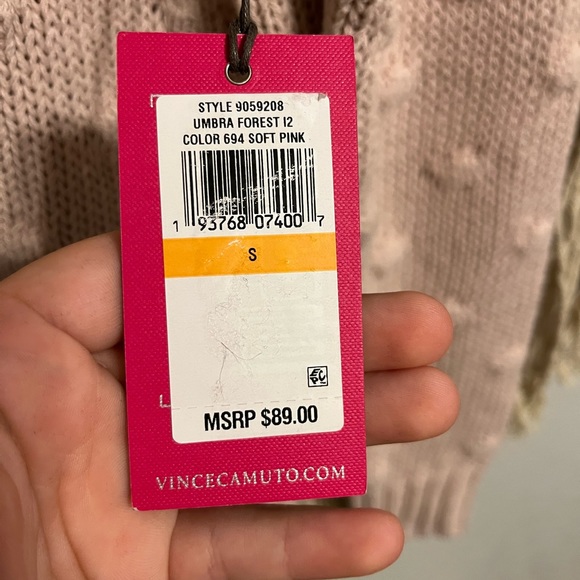 STYLE 9059208
UMBRA FOREST I2
COLOR 694 SOFT PINK
1 93768 07400 7
S
MSRP $89.00
VINCECAMUTO.COM